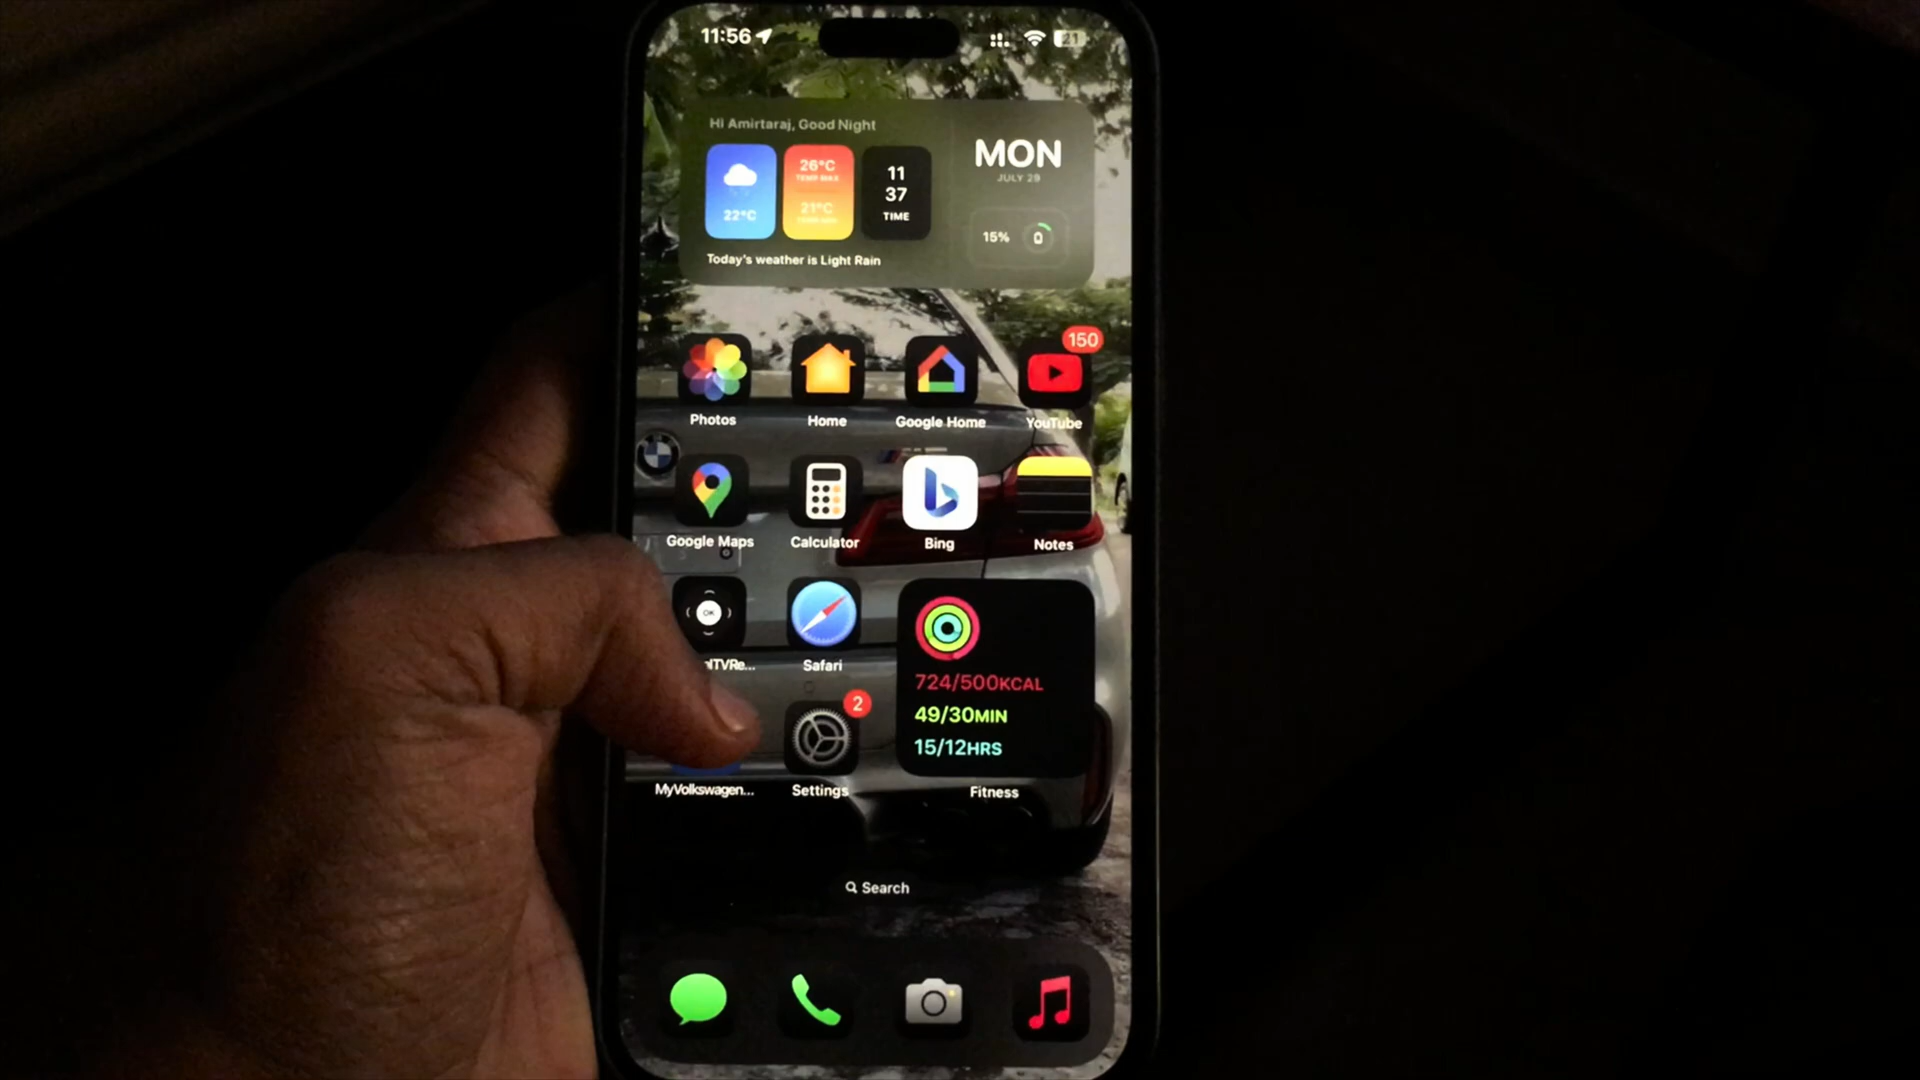 11:56
21
Hi Amirtaraj, Good Night
22°C
26°C
TEMP MAX
21°C
11
37
TIME
MON
JULY 29
15%
Today's weather is Light Rain
150
Photos
Home
Google Home
YouTube
Google Maps
Calculator
Bing
Notes
OK
lTVRe...
Safari
724/500KCAL
49/30MIN
15/12HRS
2
MyVolkswagen...
Settings
Fitness
Search